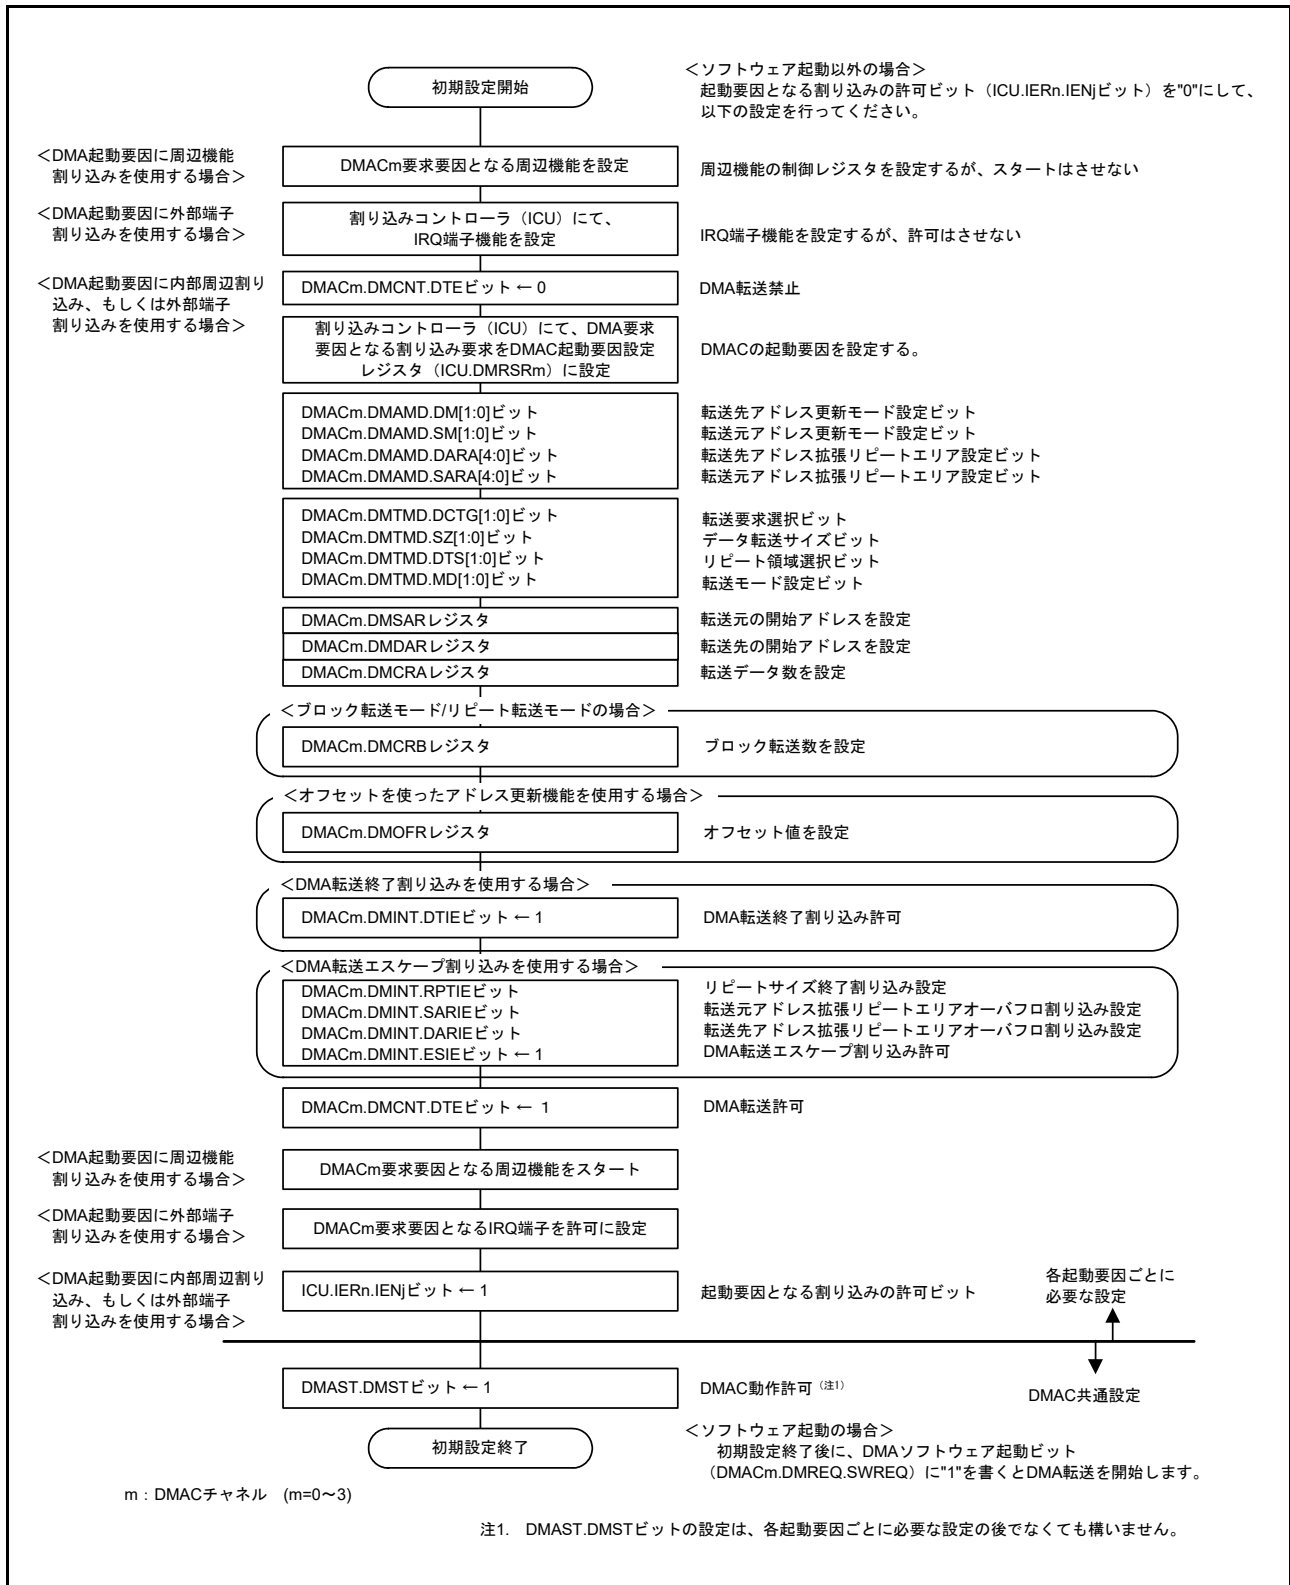 初期設定開始
＜ソフトウェア起動以外の場合＞
起動要因となる割り込みの許可ビット（ICU.IERn.IENjビット）を"0"にして、
以下の設定を行ってください。
＜DMA起動要因に周辺機能
割り込みを使用する場合＞
DMACm要求要因となる周辺機能を設定
周辺機能の制御レジスタを設定するが、スタートはさせない
＜DMA起動要因に外部端子
割り込みを使用する場合＞
割り込みコントローラ（ICU）にて、
IRQ端子機能を設定
IRQ端子機能を設定するが、許可はさせない
＜DMA起動要因に内部周辺割り
込み、もしくは外部端子
割り込みを使用する場合＞
DMACm.DMCNT.DTEビット ← 0
DMA転送禁止
割り込みコントローラ（ICU）にて、DMA要求
要因となる割り込み要求をDMAC起動要因設定
レジスタ（ICU.DMRSRm）に設定
DMACの起動要因を設定する。
DMACm.DMAMD.DM[1:0]ビット
転送先アドレス更新モード設定ビット
DMACm.DMAMD.SM[1:0]ビット
転送元アドレス更新モード設定ビット
DMACm.DMAMD.DARA[4:0]ビット
転送先アドレス拡張リピートエリア設定ビット
DMACm.DMAMD.SARA[4:0]ビット
転送元アドレス拡張リピートエリア設定ビット
DMACm.DMTMD.DCTG[1:0]ビット
転送要求選択ビット
DMACm.DMTMD.SZ[1:0]ビット
データ転送サイズビット
DMACm.DMTMD.DTS[1:0]ビット
リピート領域選択ビット
DMACm.DMTMD.MD[1:0]ビット
転送モード設定ビット
DMACm.DMSARレジスタ
転送元の開始アドレスを設定
DMACm.DMDARレジスタ
転送先の開始アドレスを設定
DMACm.DMCRAレジスタ
転送データ数を設定
＜ブロック転送モード/リピート転送モードの場合＞
DMACm.DMCRBレジスタ
ブロック転送数を設定
＜オフセットを使ったアドレス更新機能を使用する場合＞
DMACm.DMOFRレジスタ
オフセット値を設定
＜DMA転送終了割り込みを使用する場合＞
DMACm.DMINT.DTIEビット ← 1
DMA転送終了割り込み許可
＜DMA転送エスケープ割り込みを使用する場合＞
DMACm.DMINT.RPTIEビット
リピートサイズ終了割り込み設定
DMACm.DMINT.SARIEビット
転送元アドレス拡張リピートエリアオーバフロ割り込み設定
DMACm.DMINT.DARIEビット
転送先アドレス拡張リピートエリアオーバフロ割り込み設定
DMACm.DMINT.ESIEビット ← 1
DMA転送エスケープ割り込み許可
DMACm.DMCNT.DTEビット ← 1
DMA転送許可
＜DMA起動要因に周辺機能
割り込みを使用する場合＞
DMACm要求要因となる周辺機能をスタート
＜DMA起動要因に外部端子
割り込みを使用する場合＞
DMACm要求要因となるIRQ端子を許可に設定
＜DMA起動要因に内部周辺割り
込み、もしくは外部端子
割り込みを使用する場合＞
ICU.IERn.IENjビット ← 1
起動要因となる割り込みの許可ビット
各起動要因ごとに
必要な設定
DMAST.DMSTビット ← 1
DMAC動作許可（注1）
DMAC共通設定
初期設定終了
＜ソフトウェア起動の場合＞
初期設定終了後に、DMAソフトウェア起動ビット
（DMACm.DMREQ.SWREQ）に"1"を書くとDMA転送を開始します。
m：DMACチャネル (m=0～3)
注1. DMAST.DMSTビットの設定は、各起動要因ごとに必要な設定の後でなくても構いません。